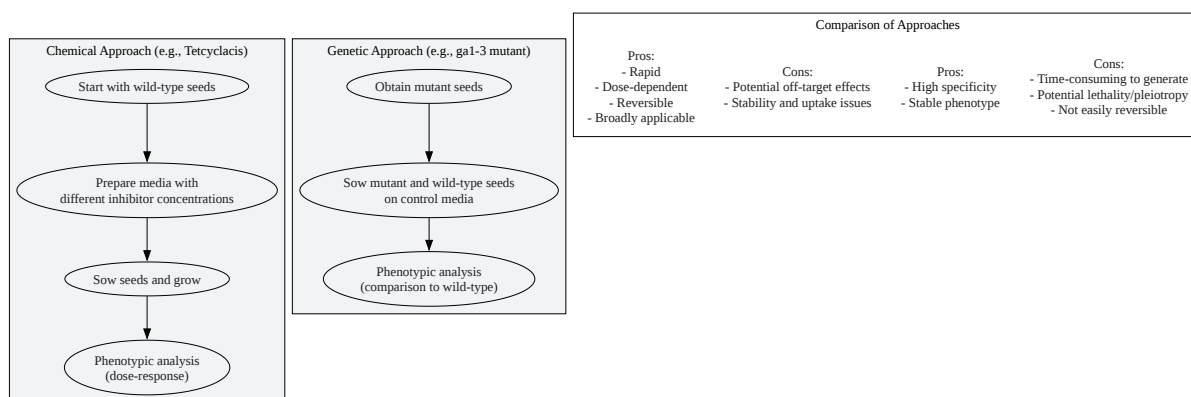 Chemical Approach (e.g., Tetcyclacis)
Start with wild-type seeds
Prepare media with
different inhibitor concentrations
Sow seeds and grow
Phenotypic analysis
(dose-response)
Genetic Approach (e.g., ga1-3 mutant)
Obtain mutant seeds
Sow mutant and wild-type seeds
on control media
Phenotypic analysis
(comparison to wild-type)
Comparison of Approaches
Pros:
- Rapid
- Dose-dependent
- Reversible
- Broadly applicable
Cons:
- Potential off-target effects
- Stability and uptake issues
Pros:
- High specificity
- Stable phenotype
Cons:
- Time-consuming to generate
- Potential lethality/pleiotropy
- Not easily reversible